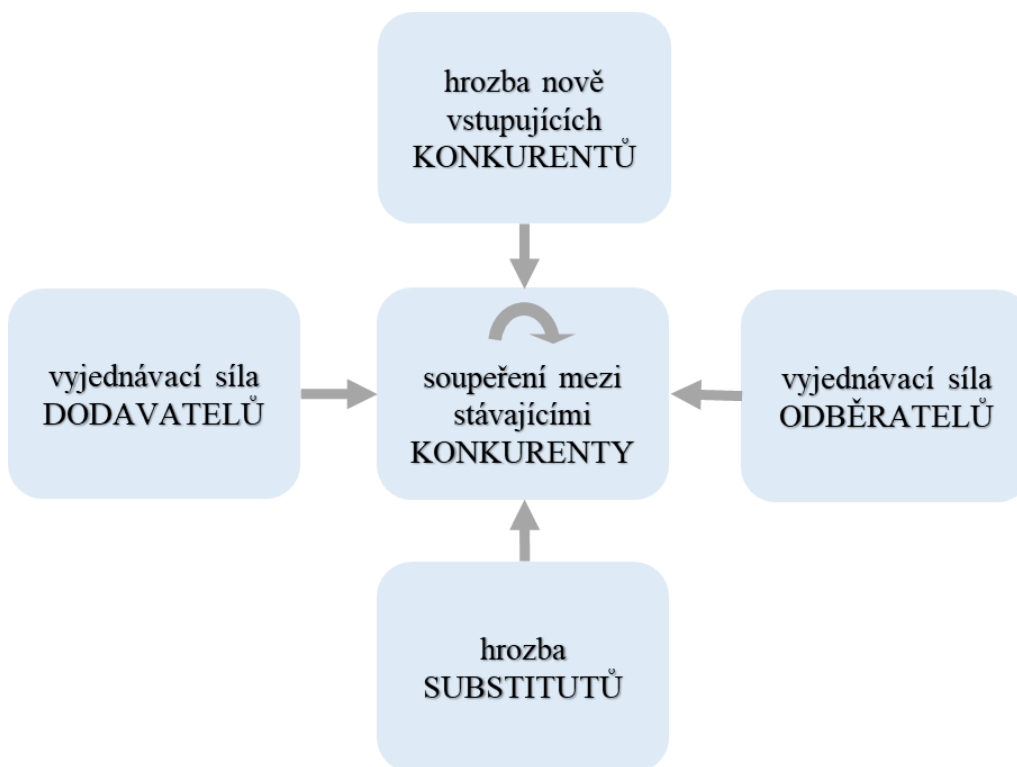 hrozba nově
vstupujících
KONKURENTŮ
vyjednávací síla
DODAVATELŮ
soupeření mezi
stávajícími
KONKURENTY
vyjednávací síla
ODBĚRATELŮ
hrozba
SUBSTITUTŮ